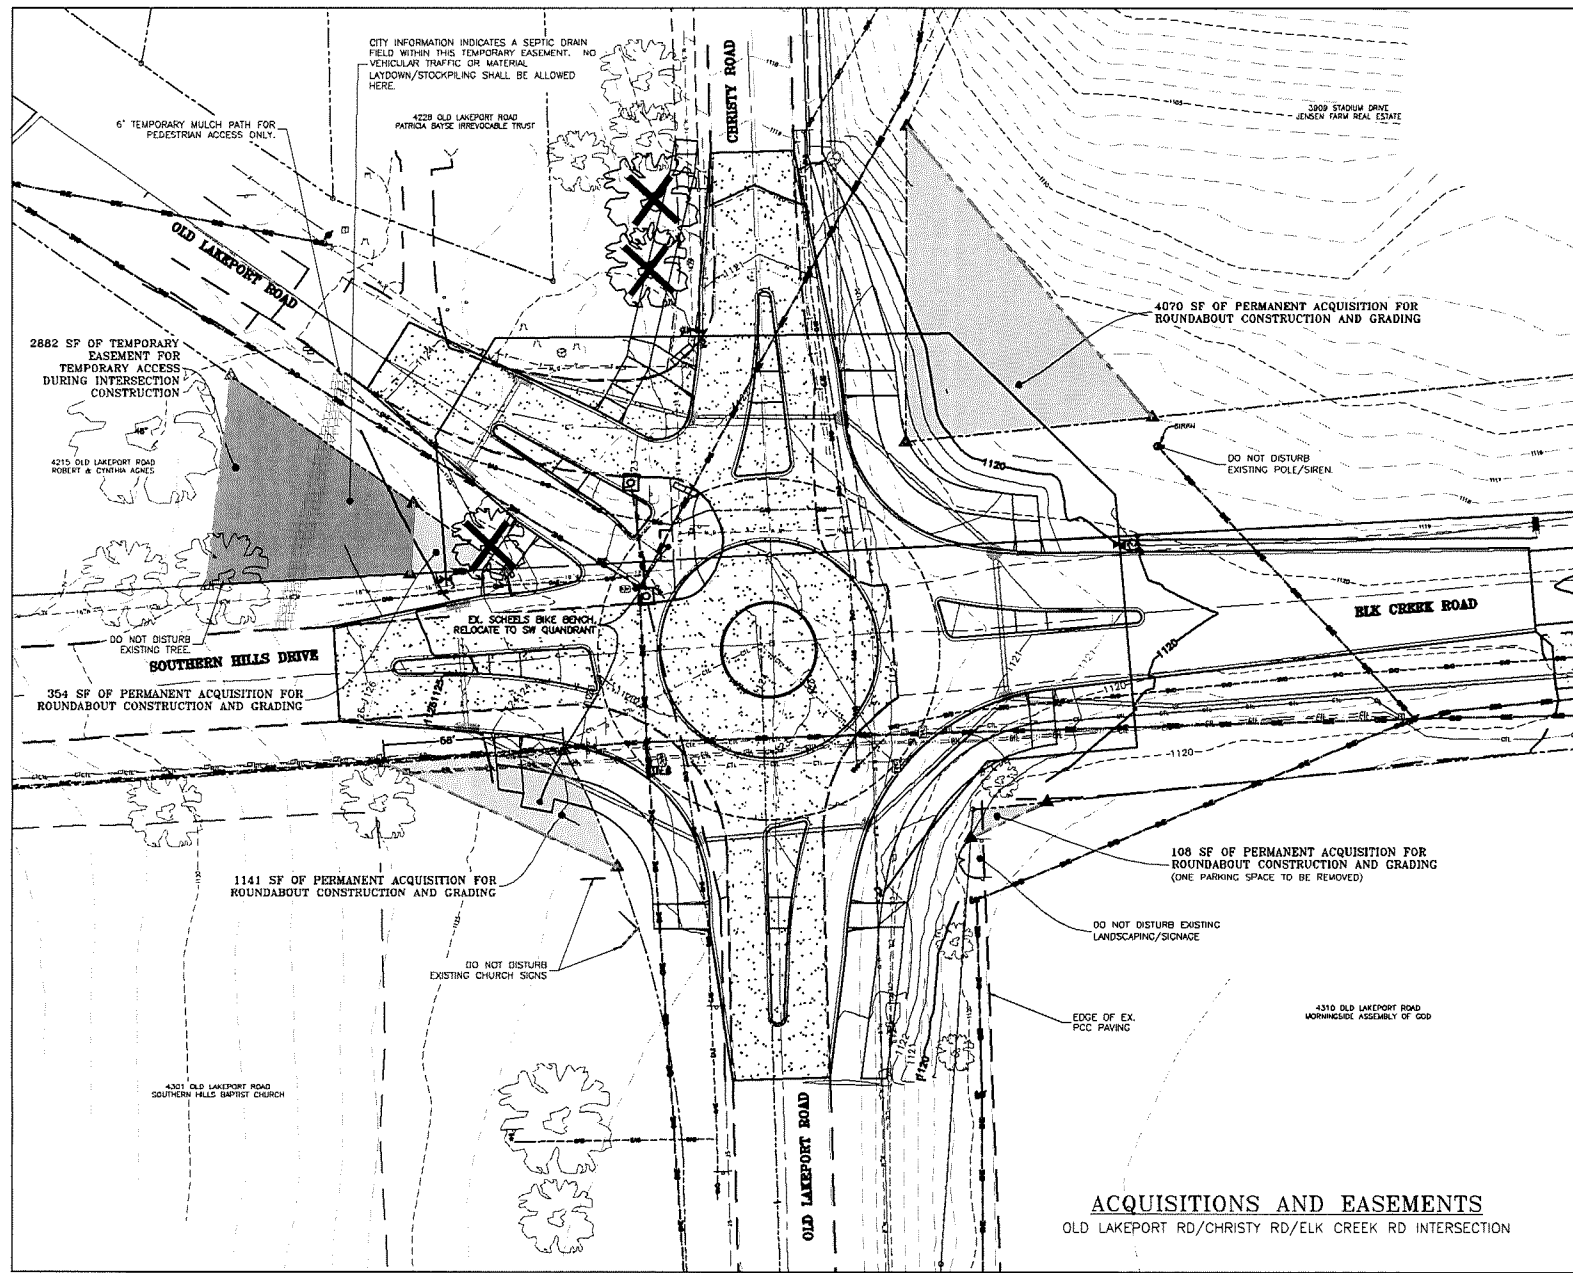 CITY INFORMATION INDICATES A SEPTIC DRAIN
FIELD WITHIN THIS TEMPORARY EASEMENT. NO
VEHICULAR TRAFFIC OR MATERIAL
LAYDOWN/STOCKPILING SHALL BE ALLOWED
HERE.
6' TEMPORARY MULCH PATH FOR
PEDESTRIAN ACCESS ONLY.
4228 OLD LAKEPORT ROAD
PATRICIA BAYSE IRREVOCABLE TRUST
CHRISTY ROAD
3909 STADIUM DRIVE
JENSEN FARM REAL ESTATE
OLD LAKEPORT ROAD
4070 SF OF PERMANENT ACQUISITION FOR
ROUNDABOUT CONSTRUCTION AND GRADING
2882 SF OF TEMPORARY
EASEMENT FOR
TEMPORARY ACCESS
DURING INTERSECTION
CONSTRUCTION
48"
4215 OLD LAKEPORT ROAD
ROBERT & CYNTHIA AGNES
SIREN
DO NOT DISTURB
EXISTING POLE/SIREN.
1120
DO NOT DISTURB
EXISTING TREE.
EX. SCHEELS BIKE BENCH,
RELOCATE TO SW QUANDRANT
SOUTHERN HILLS DRIVE
ELK CREEK ROAD
1120
354 SF OF PERMANENT ACQUISITION FOR
ROUNDABOUT CONSTRUCTION AND GRADING
56'
1120
1141 SF OF PERMANENT ACQUISITION FOR
ROUNDABOUT CONSTRUCTION AND GRADING
108 SF OF PERMANENT ACQUISITION FOR
ROUNDABOUT CONSTRUCTION AND GRADING
(ONE PARKING SPACE TO BE REMOVED)
DO NOT DISTURB EXISTING
LANDSCAPING/SIGNAGE
DO NOT DISTURB
EXISTING CHURCH SIGNS
EDGE OF EX.
PCC PAVING
4310 OLD LAKEPORT ROAD
MORNINGSIDE ASSEMBLY OF GOD
1122
1121
1120
4301 OLD LAKEPORT ROAD
SOUTHERN HILLS BAPTIST CHURCH
OLD LAKEPORT ROAD
ACQUISITIONS AND EASEMENTS
OLD LAKEPORT RD/CHRISTY RD/ELK CREEK RD INTERSECTION